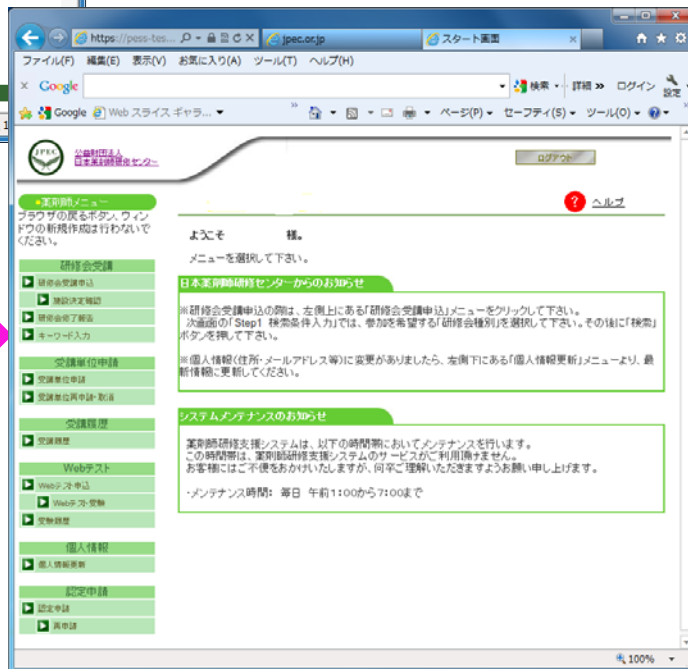 https://pess-tes...
jpec.or.jp
スタート画面
ファイル(F) 編集(E) 表示(V) お気に入り(A) ツール(T) ヘルプ(H)
Google
検索
詳細 »
ログイン
設定
Google
Web スライス ギャラ...
ページ(P)
セーフティ(S)
ツール(O)
JPEC
公益財団法人
日本薬剤師研修センター
ログアウト
薬剤師メニュー
ブラウザの戻るボタン、ウィン
ドウの新規作成は行わないで
ください。
研修会受講
研修会受講申込
施設決定確認
研修会修了報告
キーワード入力
受講単位申請
受講単位申請
受講単位再申請・取消
受講履歴
受講履歴
Webテスト
Webテスト申込
Webテスト受験
受験履歴
個人情報
個人情報更新
認定申請
認定申請
再申請
? ヘルプ
ようこそ 様。
メニューを選択して下さい。
日本薬剤師研修センターからのお知らせ
※研修会受講申込の際は、左側上にある「研修会受講申込」メニューをクリックして下さい。
次画面の「Step1 検索条件入力」では、参加を希望する「研修会種別」を選択して下さい。その後に「検索」
ボタンを押して下さい。
※個人情報(住所・メールアドレス等)に変更がありましたら、左側下にある「個人情報更新」メニューより、最
新情報に更新してください。
システムメンテナンスのお知らせ
薬剤師研修支援システムは、以下の時間帯においてメンテナンスを行います。
この時間帯は、薬剤師研修支援システムのサービスがご利用頂けません。
お客様にはご不便をおかけいたしますが、何卒ご理解いただきますようお願い申し上げます。
・メンテナンス時間: 毎日 午前1:00から7:00まで
100%